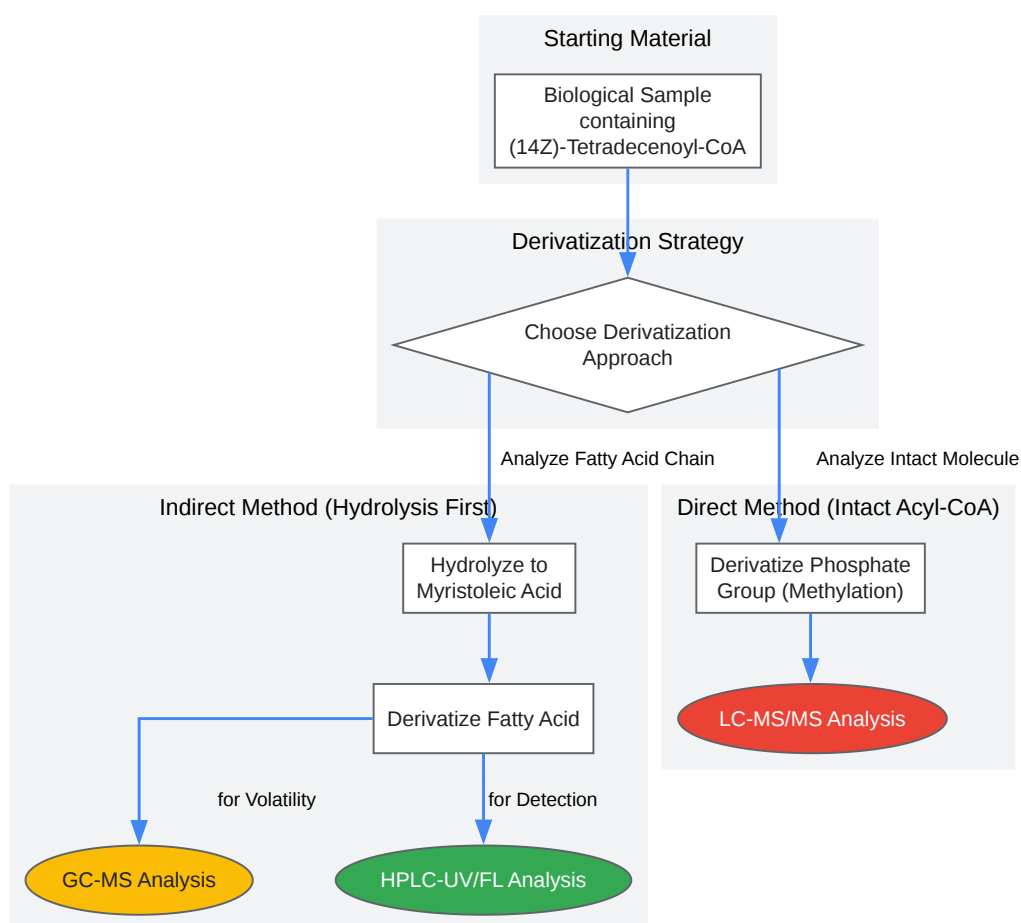 Starting Material
Biological Sample
containing
(14Z)-Tetradecenoyl-CoA
Derivatization Strategy
Choose Derivatization
Approach
Analyze Fatty Acid Chain
Analyze Intact Molecule
Indirect Method (Hydrolysis First)
Direct Method (Intact Acyl-CoA)
Hydrolyze to
Myristoleic Acid
Derivatize Phosphate
Group (Methylation)
Derivatize Fatty Acid
LC-MS/MS Analysis
for Volatility
for Detection
GC-MS Analysis
HPLC-UV/FL Analysis